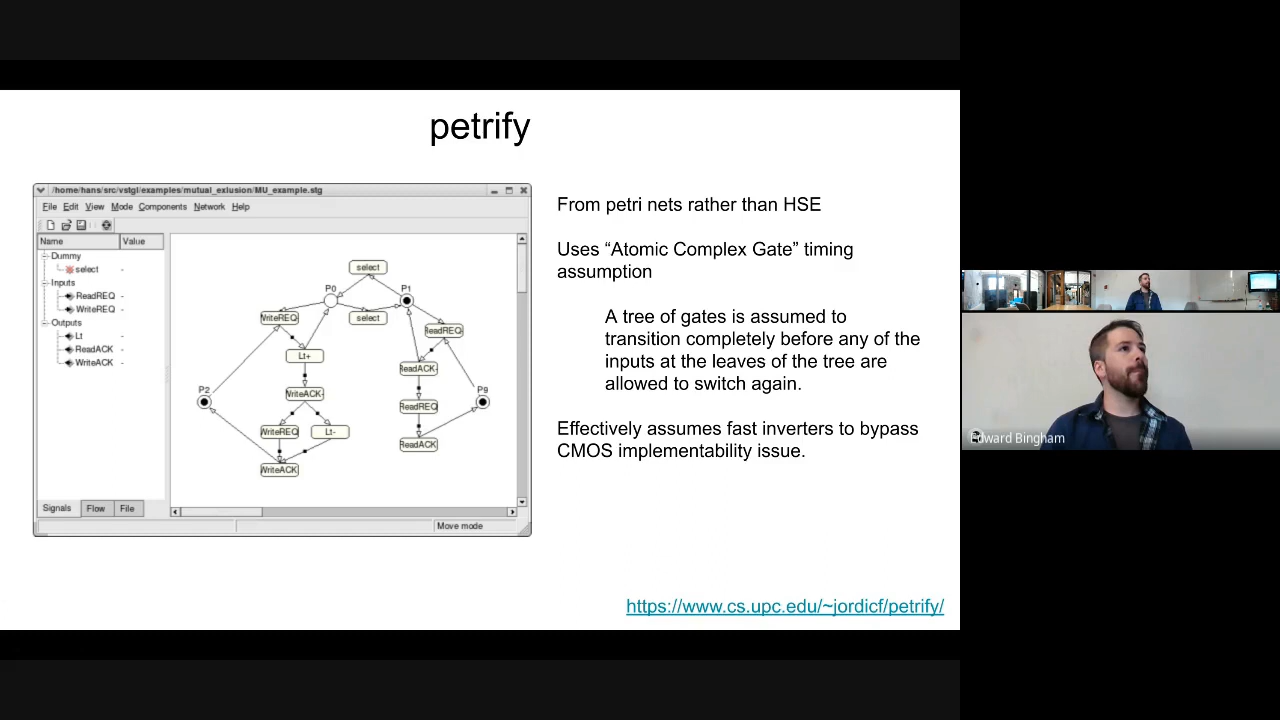 petrify
/home/hans/src/vstgl/examples/mutual_exlusion/MU_example.stg
File Edit View Mode Components Network Help
Name Value
Dummy
select -
Inputs
ReadREQ -
WriteREQ -
Outputs
Lt -
ReadACK -
WriteACK -
Signals Flow File
select
P0 P1
WriteREQ select ReadREQ
Lt+
ReadACK-
P2 WriteACK- P9
ReadREQ
WriteREQ Lt-
ReadACK
WriteACK
Move mode
From petri nets rather than HSE
Uses “Atomic Complex Gate” timing
assumption
A tree of gates is assumed to
transition completely before any of the
inputs at the leaves of the tree are
allowed to switch again.
Effectively assumes fast inverters to bypass
CMOS implementability issue.
https://www.cs.upc.edu/~jordicf/petrify/
Edward Bingham